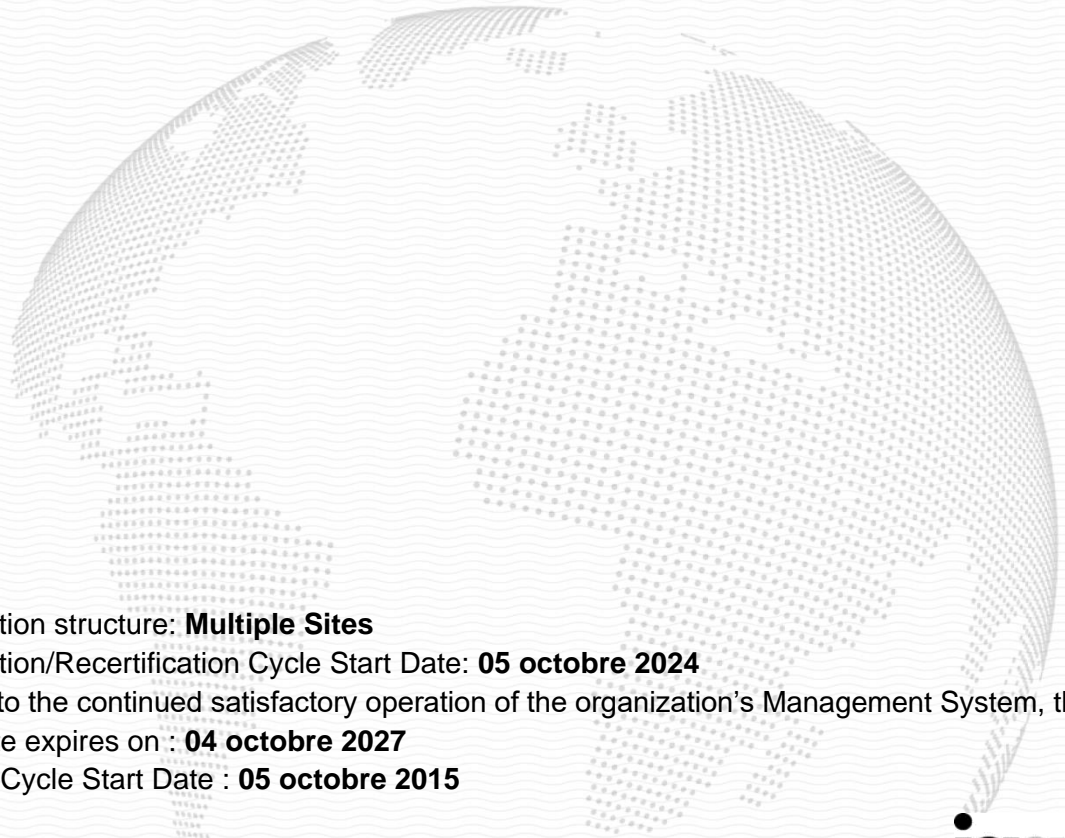 tion structure: Multiple Sites
tion/Recertification Cycle Start Date: 05 octobre 2024
to the continued satisfactory operation of the organization's Management System, th
e expires on : 04 octobre 2027
Cycle Start Date : 05 octobre 2015